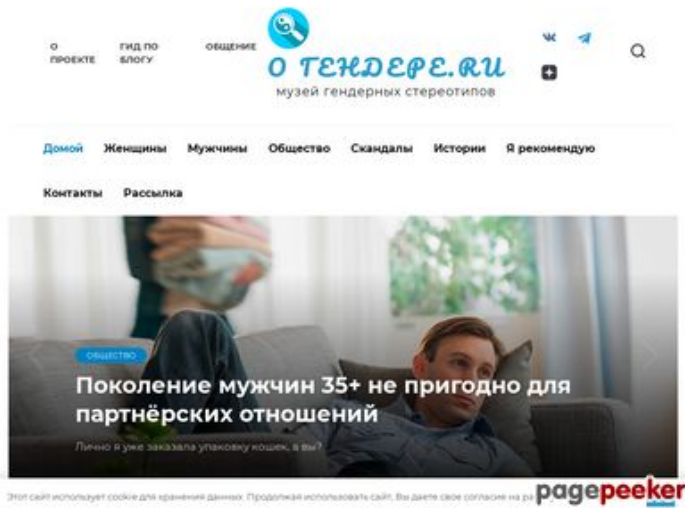 О
ПРОЕКТЕ
ГИД ПО
БЛОГУ
ОБЩЕНИЕ
О ГЕНДЕРЕ.RU
музей гендерных стереотипов
Домой Женщины Мужчины Общество Скандалы Истории Я рекомендую
Контакты Рассылка
ОБЩЕСТВО
Поколение мужчин 35+ не пригодно для
партнёрских отношений
Лично я уже заказала упаковку кошек, а вы?
Этот сайт использует cookie для хранения данных. Продолжая использовать сайт, Вы даете свое согласие на
pagepeeker